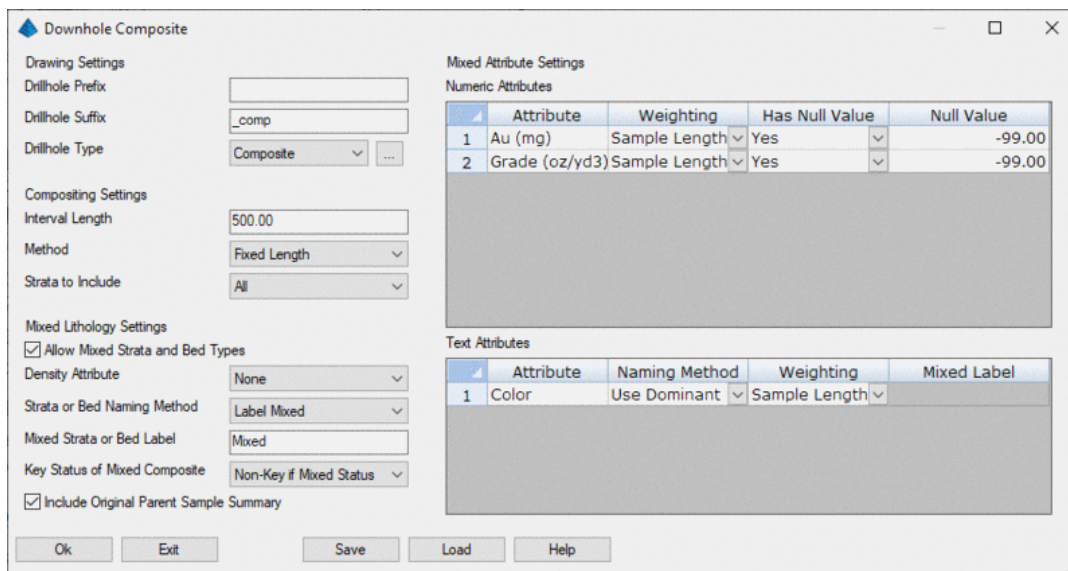 Downhole Composite
Drawing Settings
Drillhole Prefix
Drillhole Suffix _comp
Drillhole Type Composite ...
Compositing Settings
Interval Length 500.00
Method Fixed Length
Strata to Include All
Mixed Lithology Settings
Allow Mixed Strata and Bed Types
Density Attribute None
Strata or Bed Naming Method Label Mixed
Mixed Strata or Bed Label Mixed
Key Status of Mixed Composite Non-Key if Mixed Status
Include Original Parent Sample Summary
Mixed Attribute Settings
Numeric Attributes
Attribute Weighting Has Null Value Null Value
1 Au (mg) Sample Length Yes -99.00
2 Grade (oz/yd3) Sample Length Yes -99.00
Text Attributes
Attribute Naming Method Weighting Mixed Label
1 Color Use Dominant Sample Length
Ok Exit Save Load Help